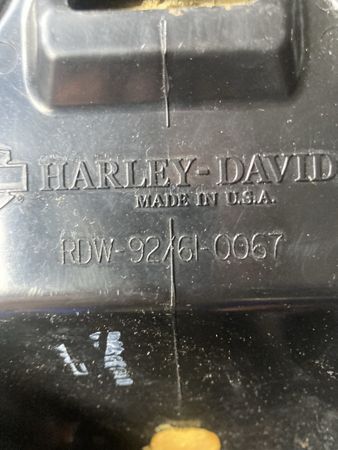 HARLEY-DAVID
MADE IN U.S.A.
RDW-92/61-0067